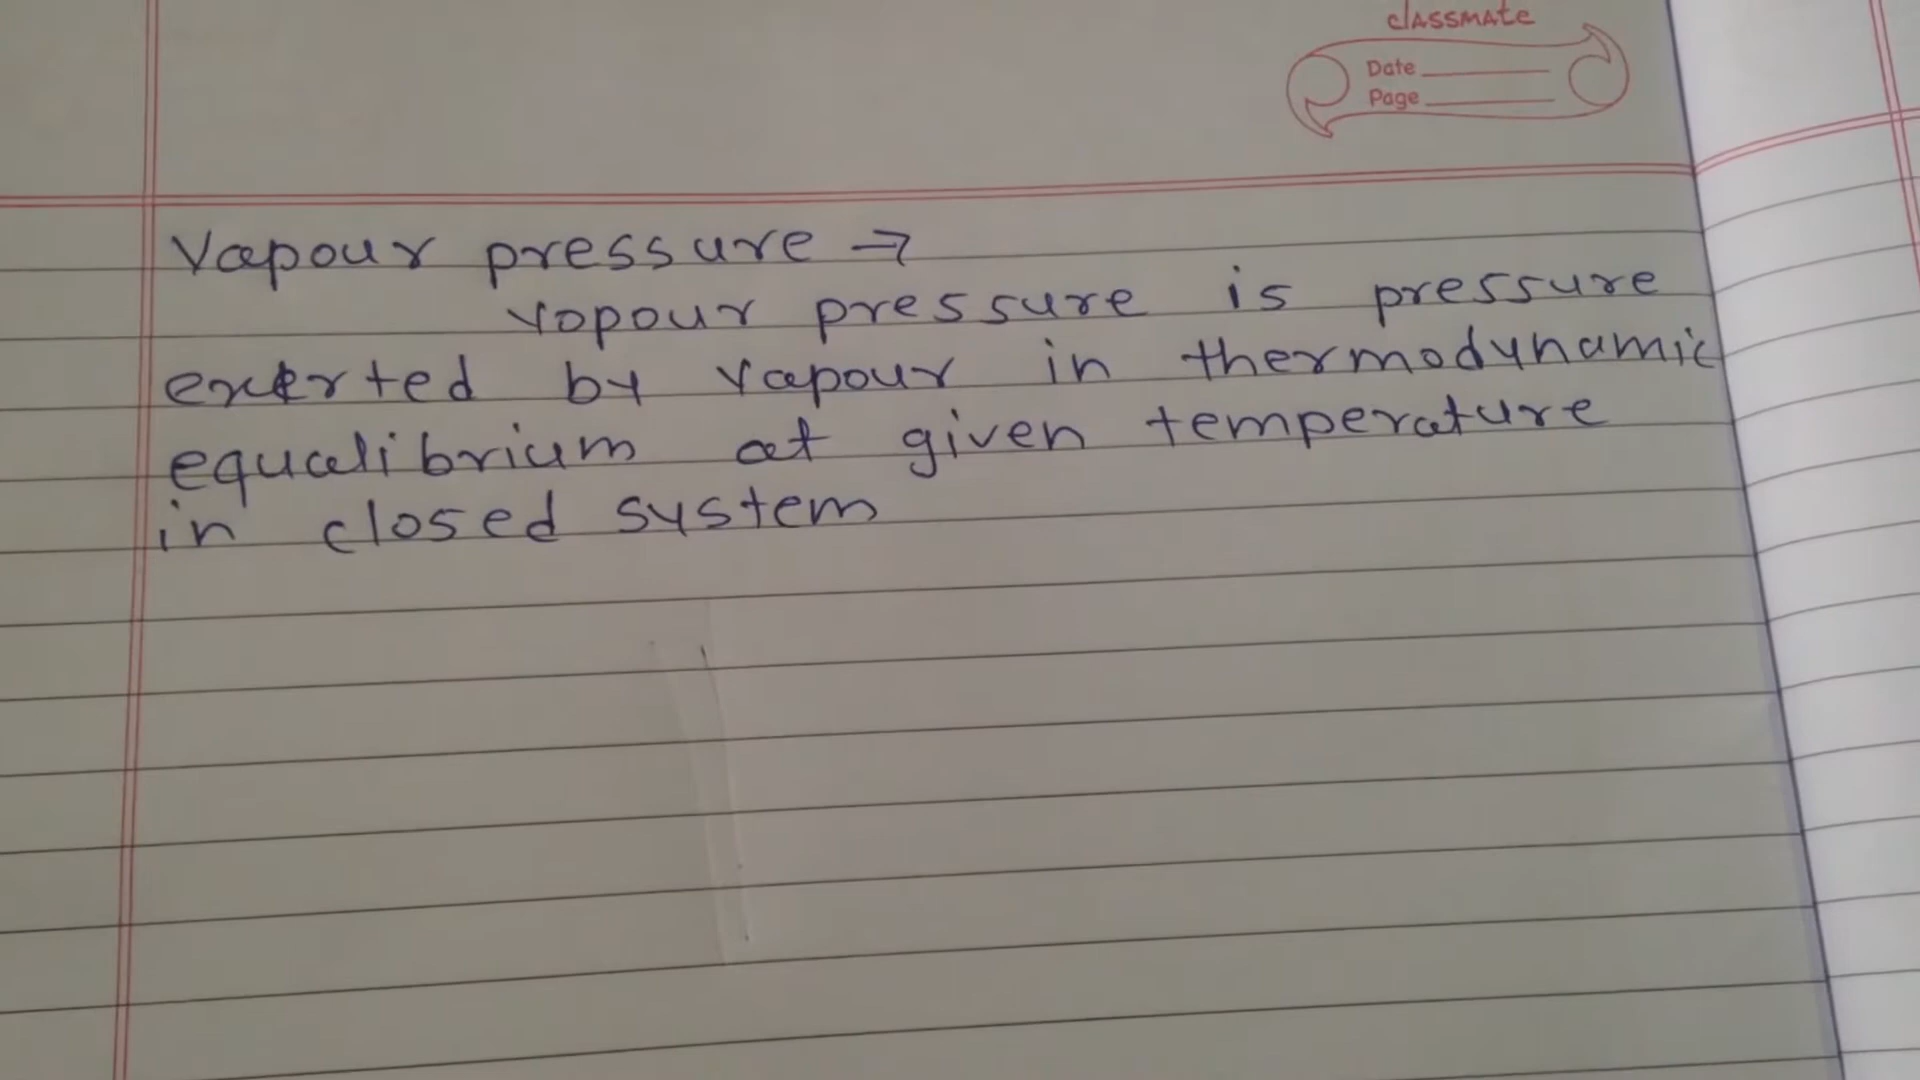 classmate
Date
Page
Vapour pressure →
Vopour pressure is pressure
exerted by vapour in thermodynamic
equalibrium at given temperature
in closed system